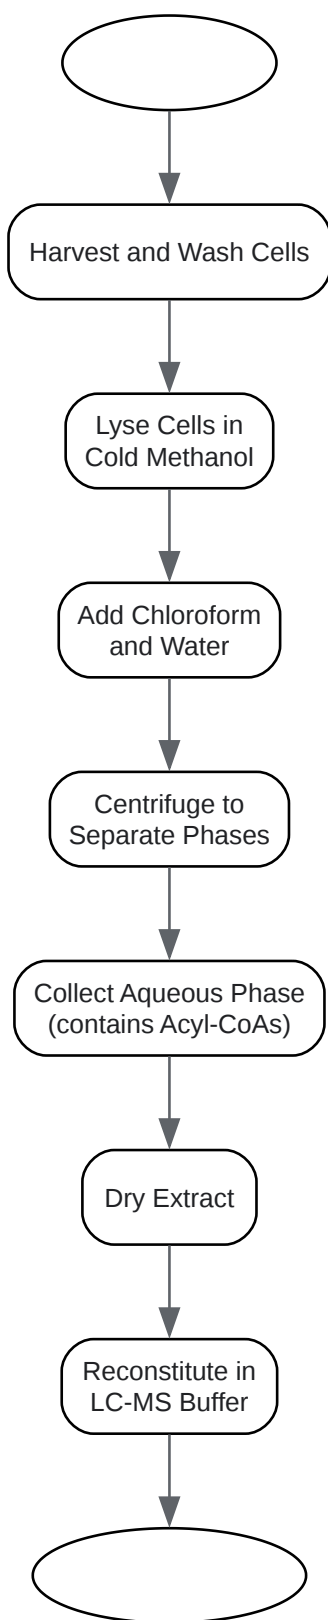 Harvest and Wash Cells
Lyse Cells in
Cold Methanol
Add Chloroform
and Water
Centrifuge to
Separate Phases
Collect Aqueous Phase
(contains Acyl-CoAs)
Dry Extract
Reconstitute in
LC-MS Buffer